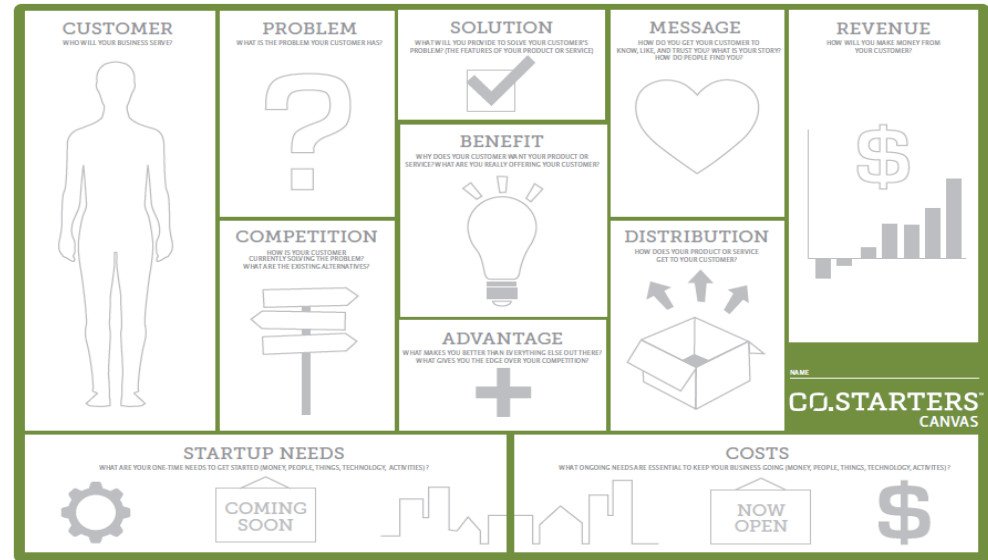 CUSTOMER
WHO WILL YOUR BUSINESS SERVE?
PROBLEM
WHAT IS THE PROBLEM YOUR CUSTOMER HAS?
COMPETITION
HOW IS YOUR CUSTOMER
CURRENTLY SOLVING THE PROBLEM?
WHAT ARE THE EXISTING ALTERNATIVES?
SOLUTION
WHAT WILL YOU PROVIDE TO SOLVE YOUR CUSTOMER'S
PROBLEM? (THE FEATURES OF YOUR PRODUCT OR SERVICE)
BENEFIT
WHY DOES YOUR CUSTOMER WANT YOUR PRODUCT OR
SERVICE? WHAT ARE YOU REALLY OFFERING YOUR CUSTOMER?
ADVANTAGE
WHAT MAKES YOU BETTER THAN EVERYTHING ELSE OUT THERE?
WHAT GIVES YOU THE EDGE OVER YOUR COMPETITION?
MESSAGE
HOW DO YOU GET YOUR CUSTOMER TO
KNOW, LIKE, AND TRUST YOU? WHAT IS YOUR STORY?
HOW DO PEOPLE FIND YOU?
DISTRIBUTION
HOW DOES YOUR PRODUCT OR SERVICE
GET TO YOUR CUSTOMER?
REVENUE
HOW WILL YOU MAKE MONEY FROM
YOUR CUSTOMER?
$
NAME
CO.STARTERS™
CANVAS
STARTUP NEEDS
WHAT ARE YOUR ONE-TIME NEEDS TO GET STARTED (MONEY, PEOPLE, THINGS, TECHNOLOGY, ACTIVITIES) ?
COMING
SOON
COSTS
WHAT ONGOING NEEDS ARE ESSENTIAL TO KEEP YOUR BUSINESS GOING (MONEY, PEOPLE, THINGS, TECHNOLOGY, ACTIVITES) ?
NOW
OPEN
$